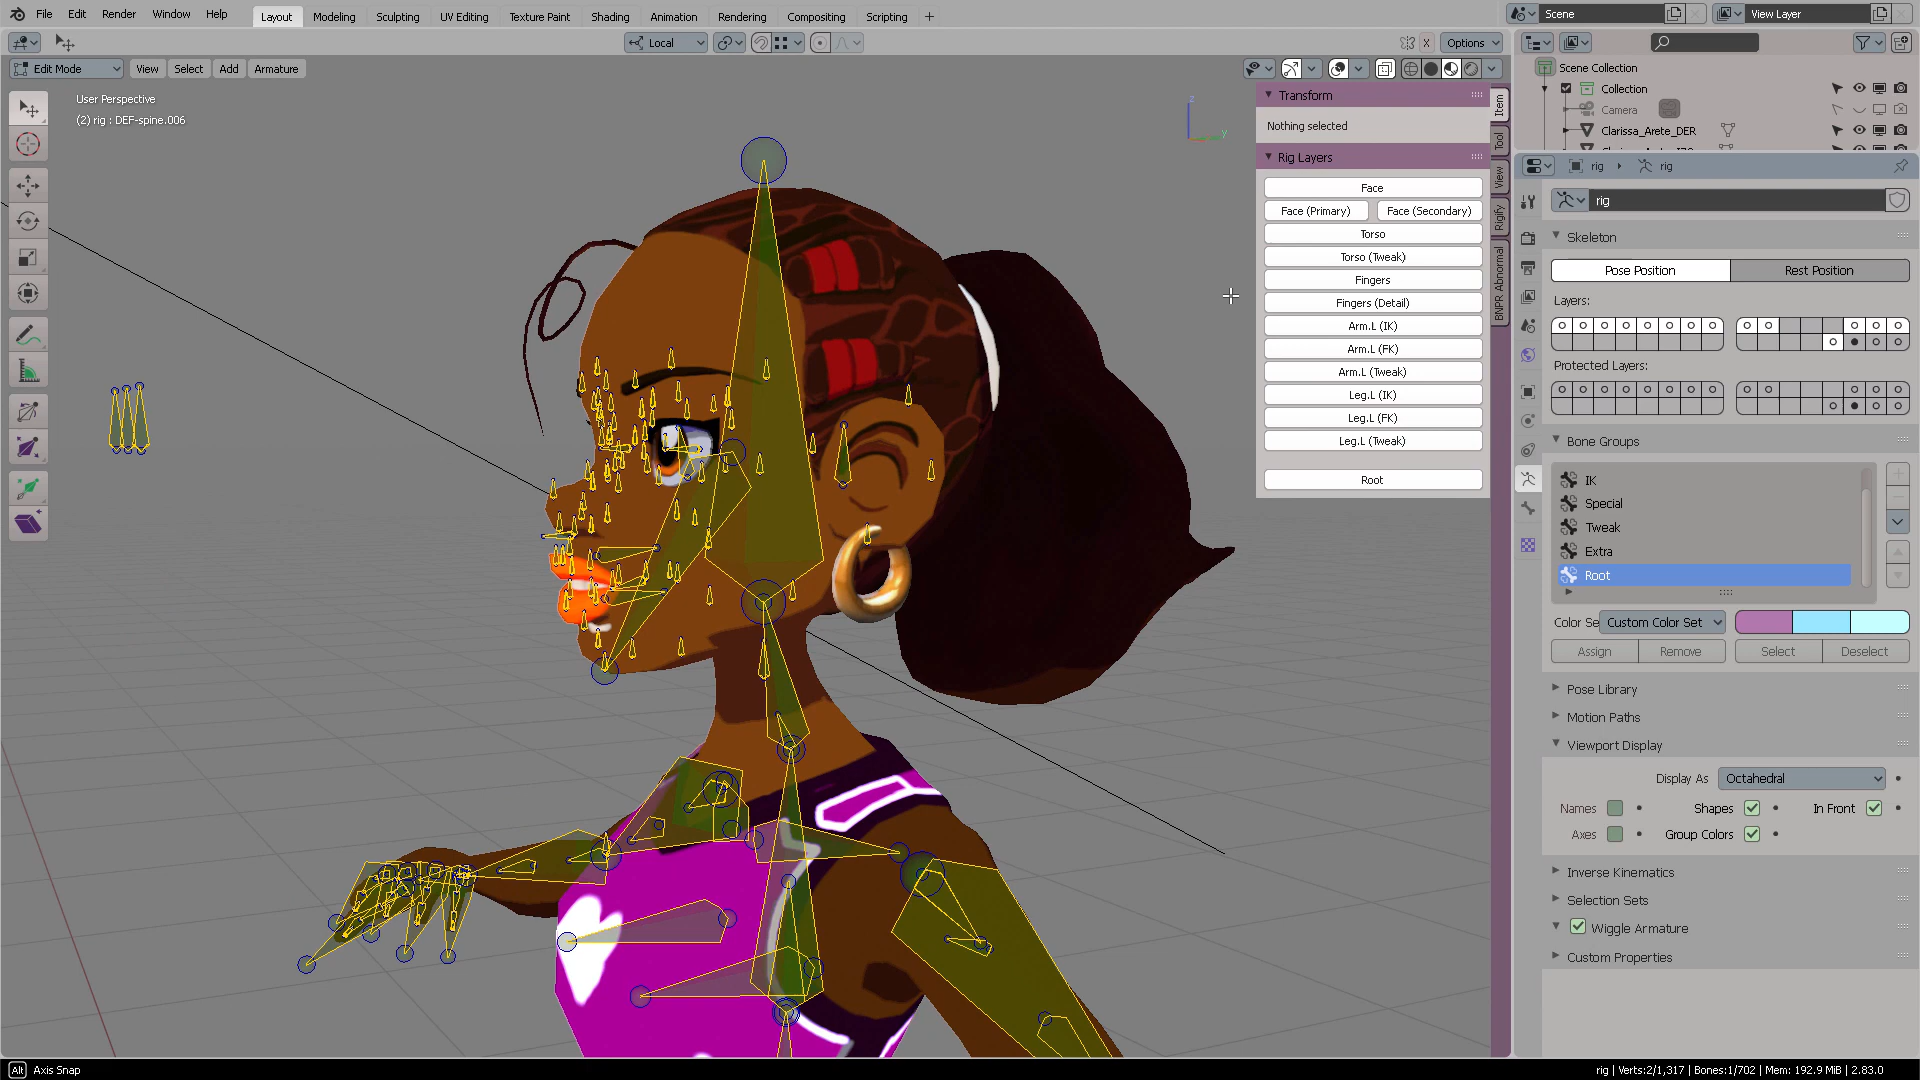 File Edit Render Window Help Layout Modeling Sculpting UV Editing Texture Paint Shading Animation Rendering Compositing Scripting + Scene View Layer
Local X Options
Edit Mode View Select Add Armature
User Perspective
(2) rig : DEF-spine.006
z
y
Transform
Nothing selected
Rig Layers
Face
Face (Primary) Face (Secondary)
Torso
Torso (Tweak)
Fingers
Fingers (Detail)
Arm.L (IK)
Arm.L (FK)
Arm.L (Tweak)
Leg.L (IK)
Leg.L (FK)
Leg.L (Tweak)
Root
Item
Tool
View
Rigify
BNPR Abnormal
Scene Collection
Collection
Camera
Clarissa_Arete_DER
rig rig
rig
Skeleton
Pose Position Rest Position
Layers:
Protected Layers:
Bone Groups
IK
Special
Tweak
Extra
Root
Color Se Custom Color Set
Assign Remove Select Deselect
Pose Library
Motion Paths
Viewport Display
Display As Octahedral
Names Shapes In Front
Axes Group Colors
Inverse Kinematics
Selection Sets
Wiggle Armature
Custom Properties
Alt Axis Snap
rig | Verts:2/1,317 | Bones:1/702 | Mem: 192.9 MiB | 2.83.0